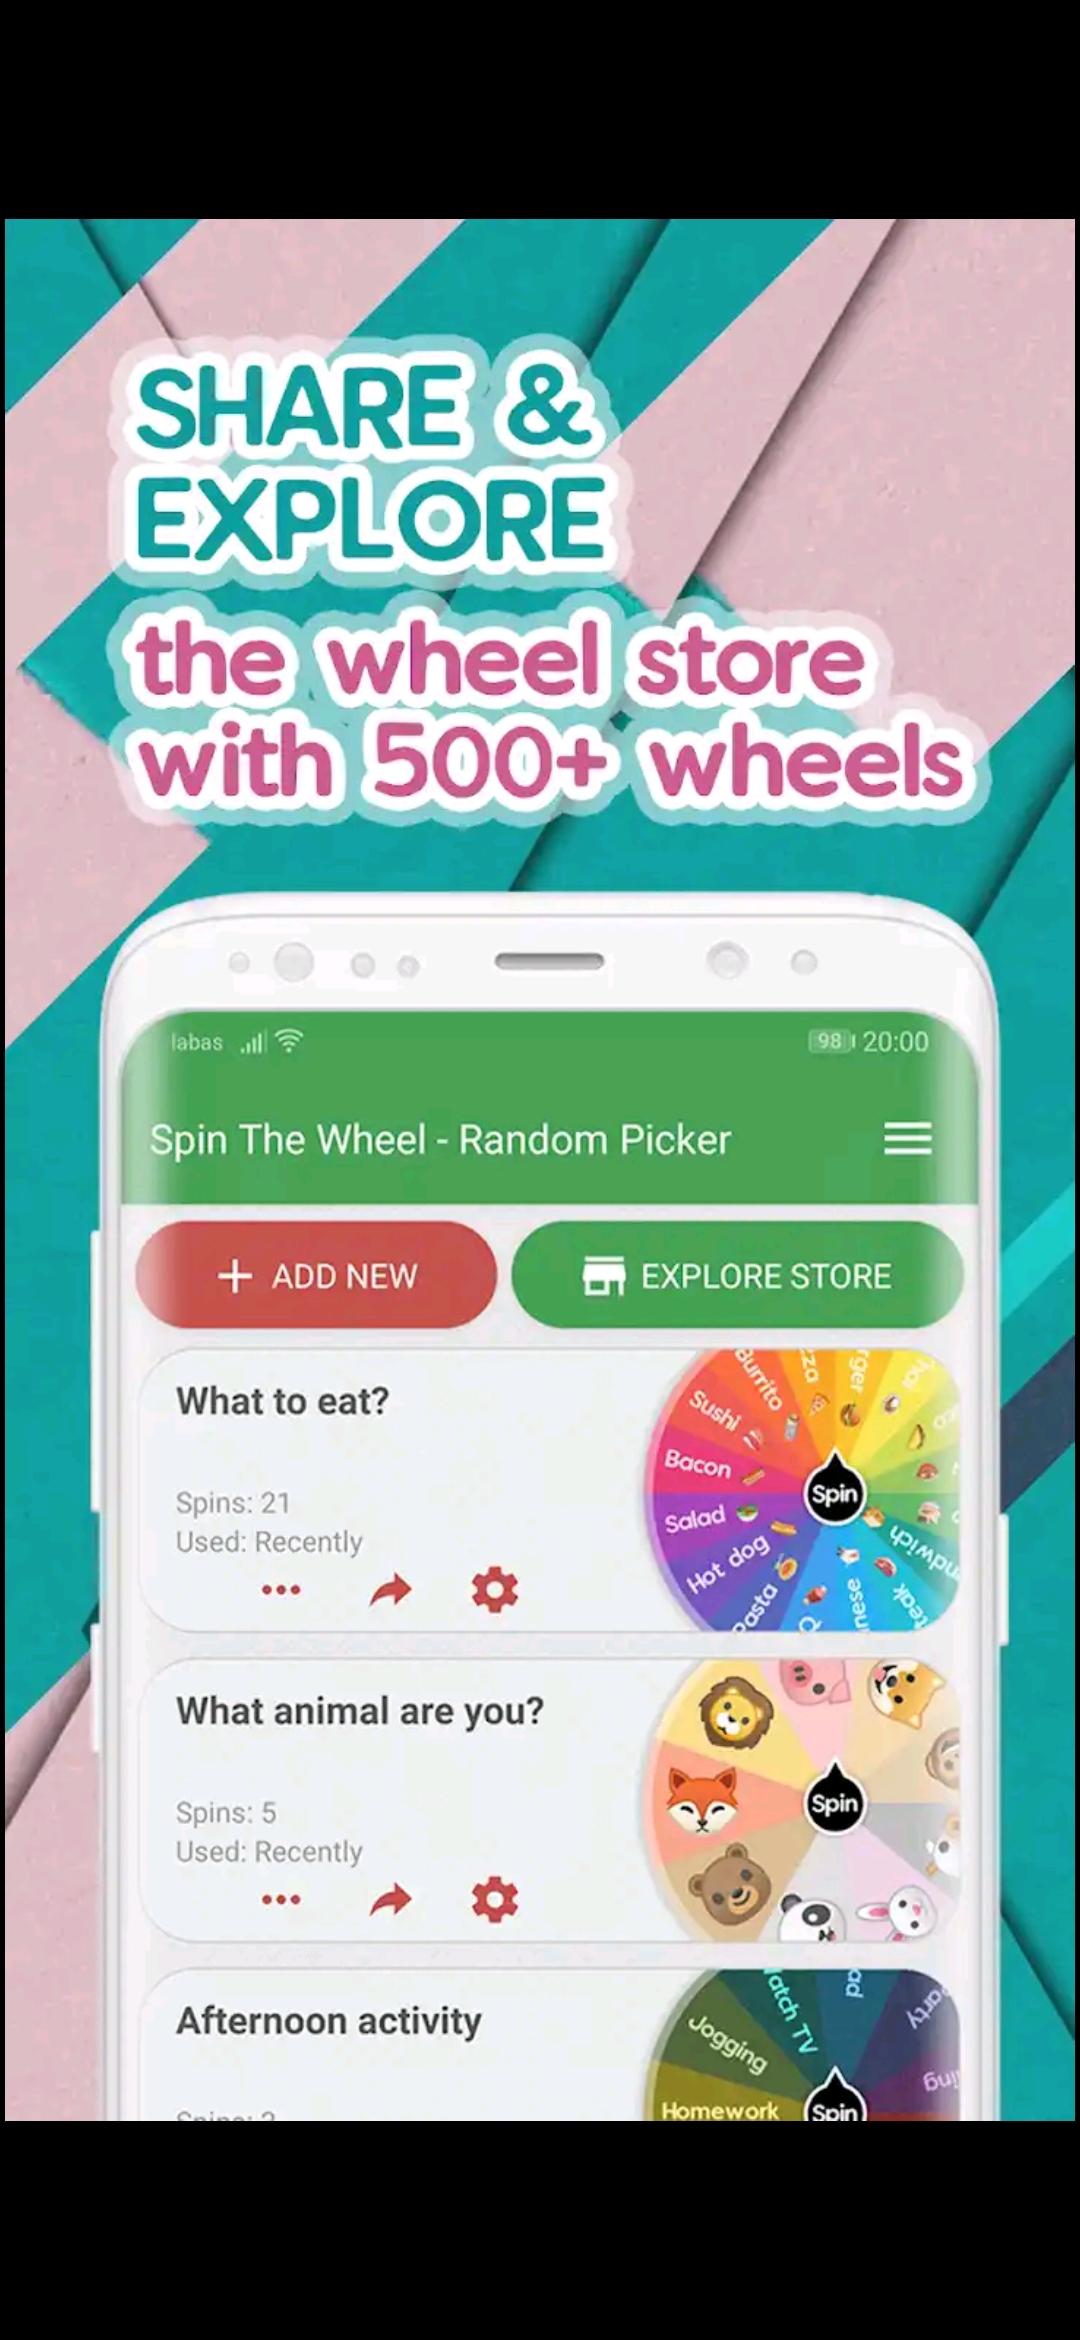 SHARE &
EXPLORE
the wheel store
with 500+ wheels
labas
98 20:00
Spin The Wheel - Random Picker
+ ADD NEW
EXPLORE STORE
What to eat?
Spins: 21
Used: Recently
Burrito
Sushi
Bacon
Salad
Hot dog
Spin
What animal are you?
Spins: 5
Used: Recently
Spin
Afternoon activity
Jogging
Homework
Party
Spin